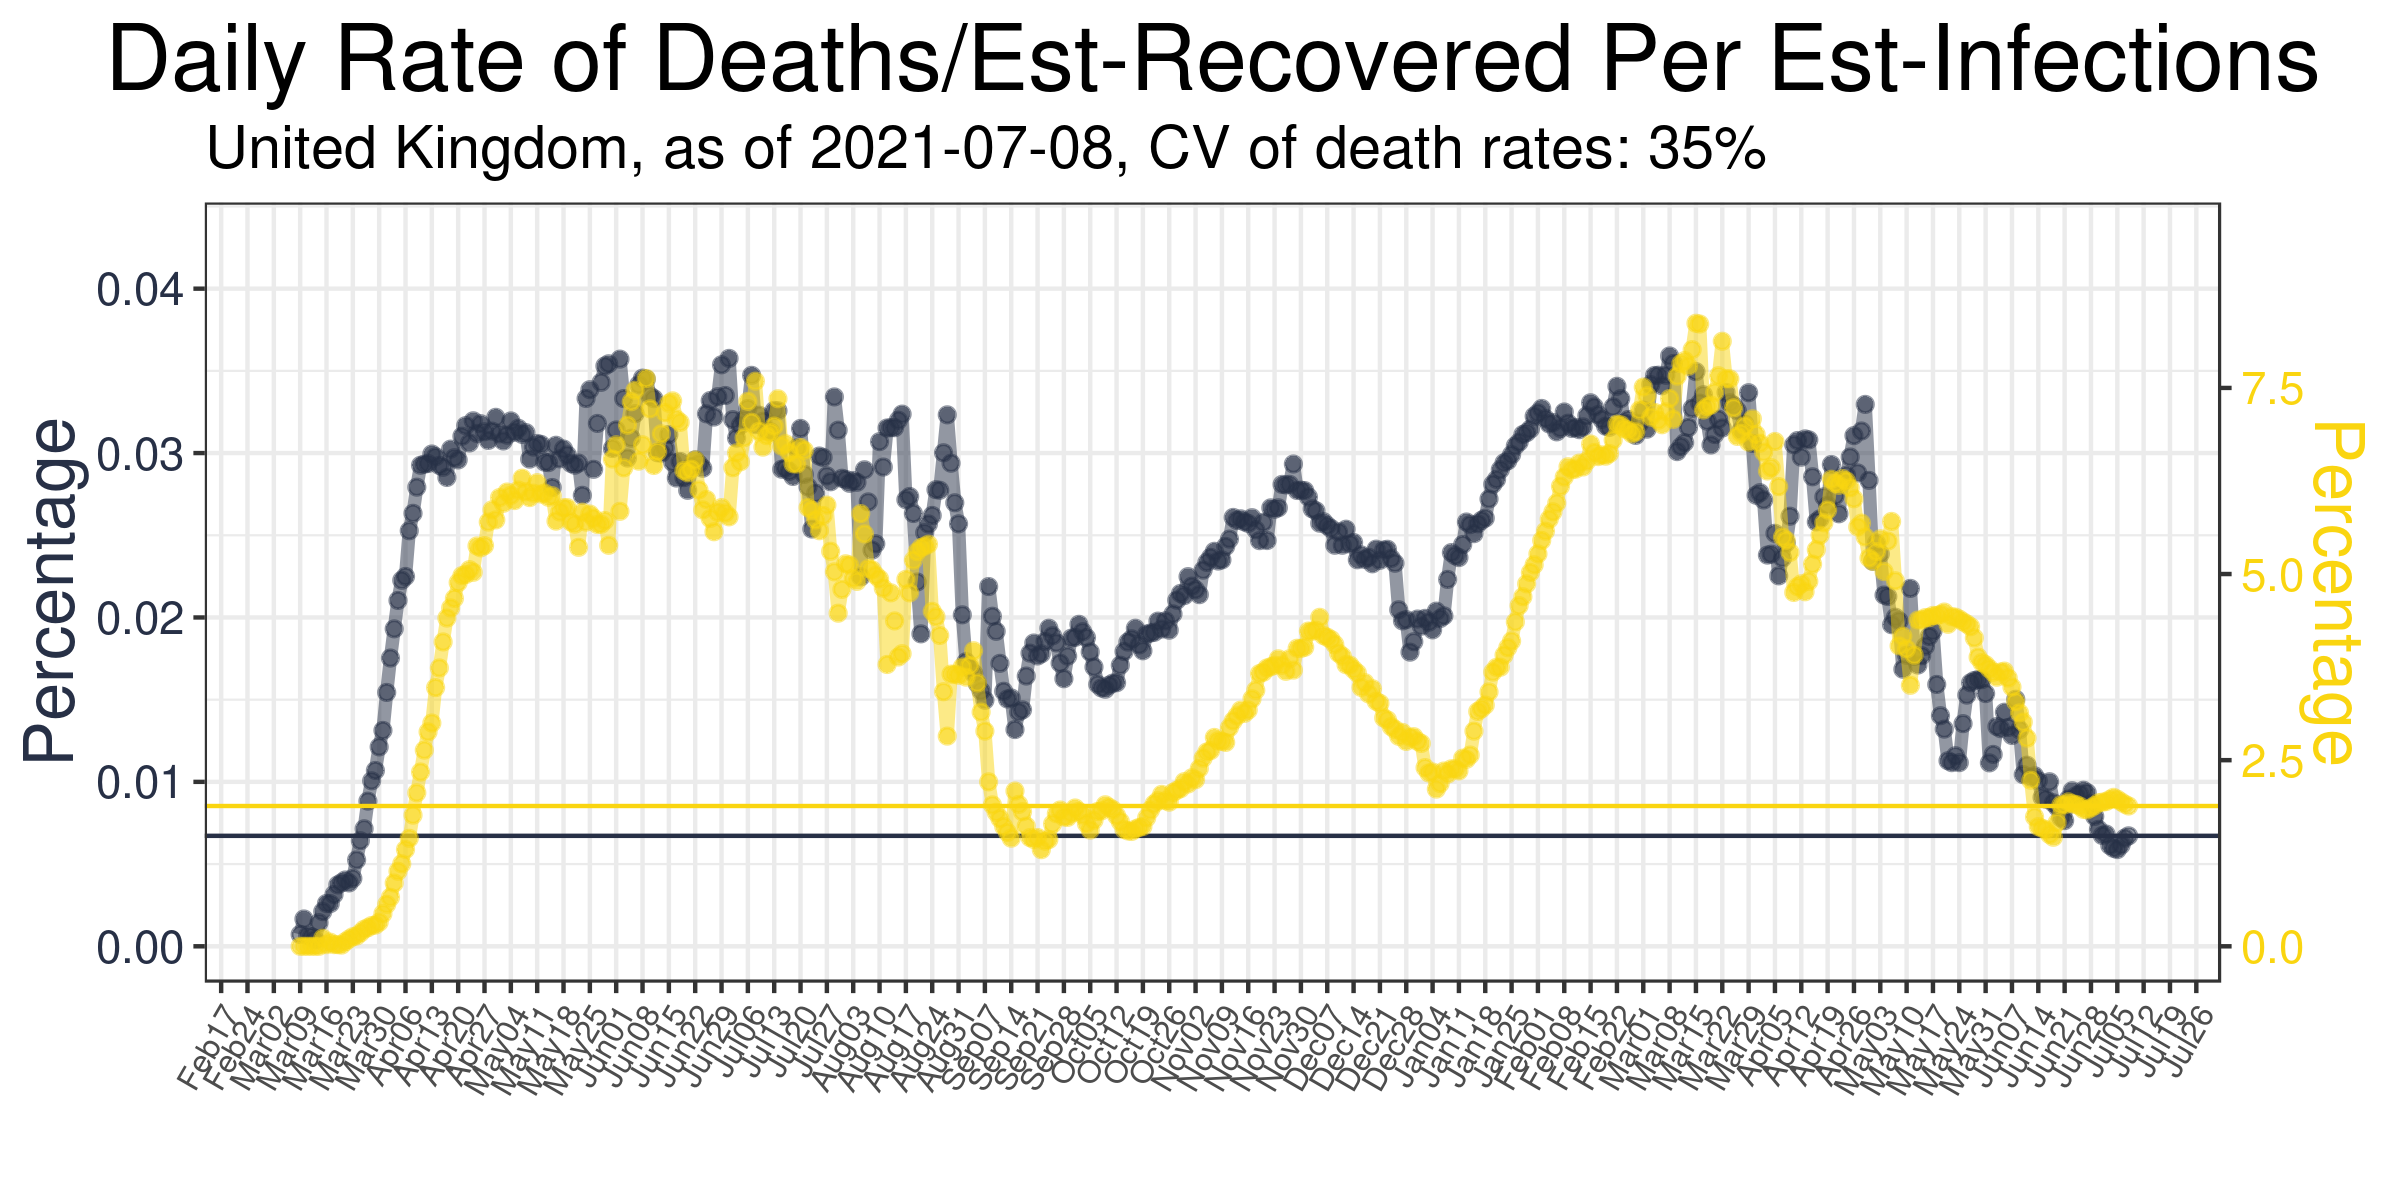 Daily Rate of Deaths/Est-Recovered Per Est-Infections
United Kingdom, as of 2021-07-08, CV of death rates: 35%
Percentage
0.04
0.03
0.02
0.01
0.00
7.5
5.0
2.5
0.0
Percentage
Feb17
Feb24
Mar02
Mar09
Mar16
Mar23
Mar30
Apr06
Apr13
Apr20
Apr27
May04
May11
May18
May25
Jun01
Jun08
Jun15
Jun22
Jun29
Jul06
Jul13
Jul20
Jul27
Aug03
Aug10
Aug17
Aug24
Aug31
Sep07
Sep14
Sep21
Sep28
Oct05
Oct12
Oct19
Oct26
Nov02
Nov09
Nov16
Nov23
Nov30
Dec07
Dec14
Dec21
Dec28
Jan04
Jan11
Jan18
Jan25
Feb01
Feb08
Feb15
Feb22
Mar01
Mar08
Mar15
Mar22
Mar29
Apr05
Apr12
Apr19
Apr26
May03
May10
May17
May24
May31
Jun07
Jun14
Jun21
Jun28
Jul05
Jul12
Jul19
Jul26